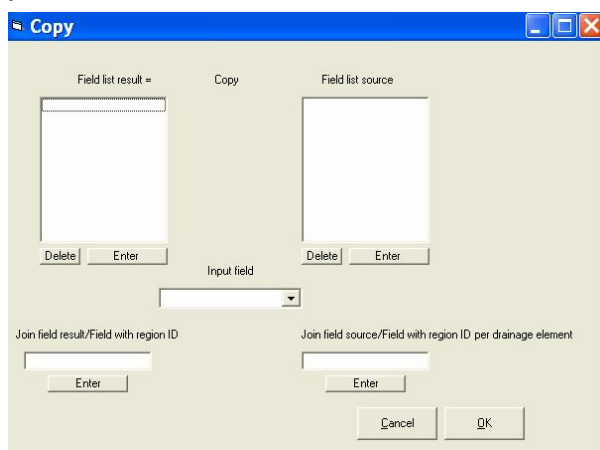 Copy
Field list result = Copy Field list source
Delete Enter Delete Enter
Input field
Join field result/Field with region ID Join field source/Field with region ID per drainage element
Enter Enter
Cancel OK